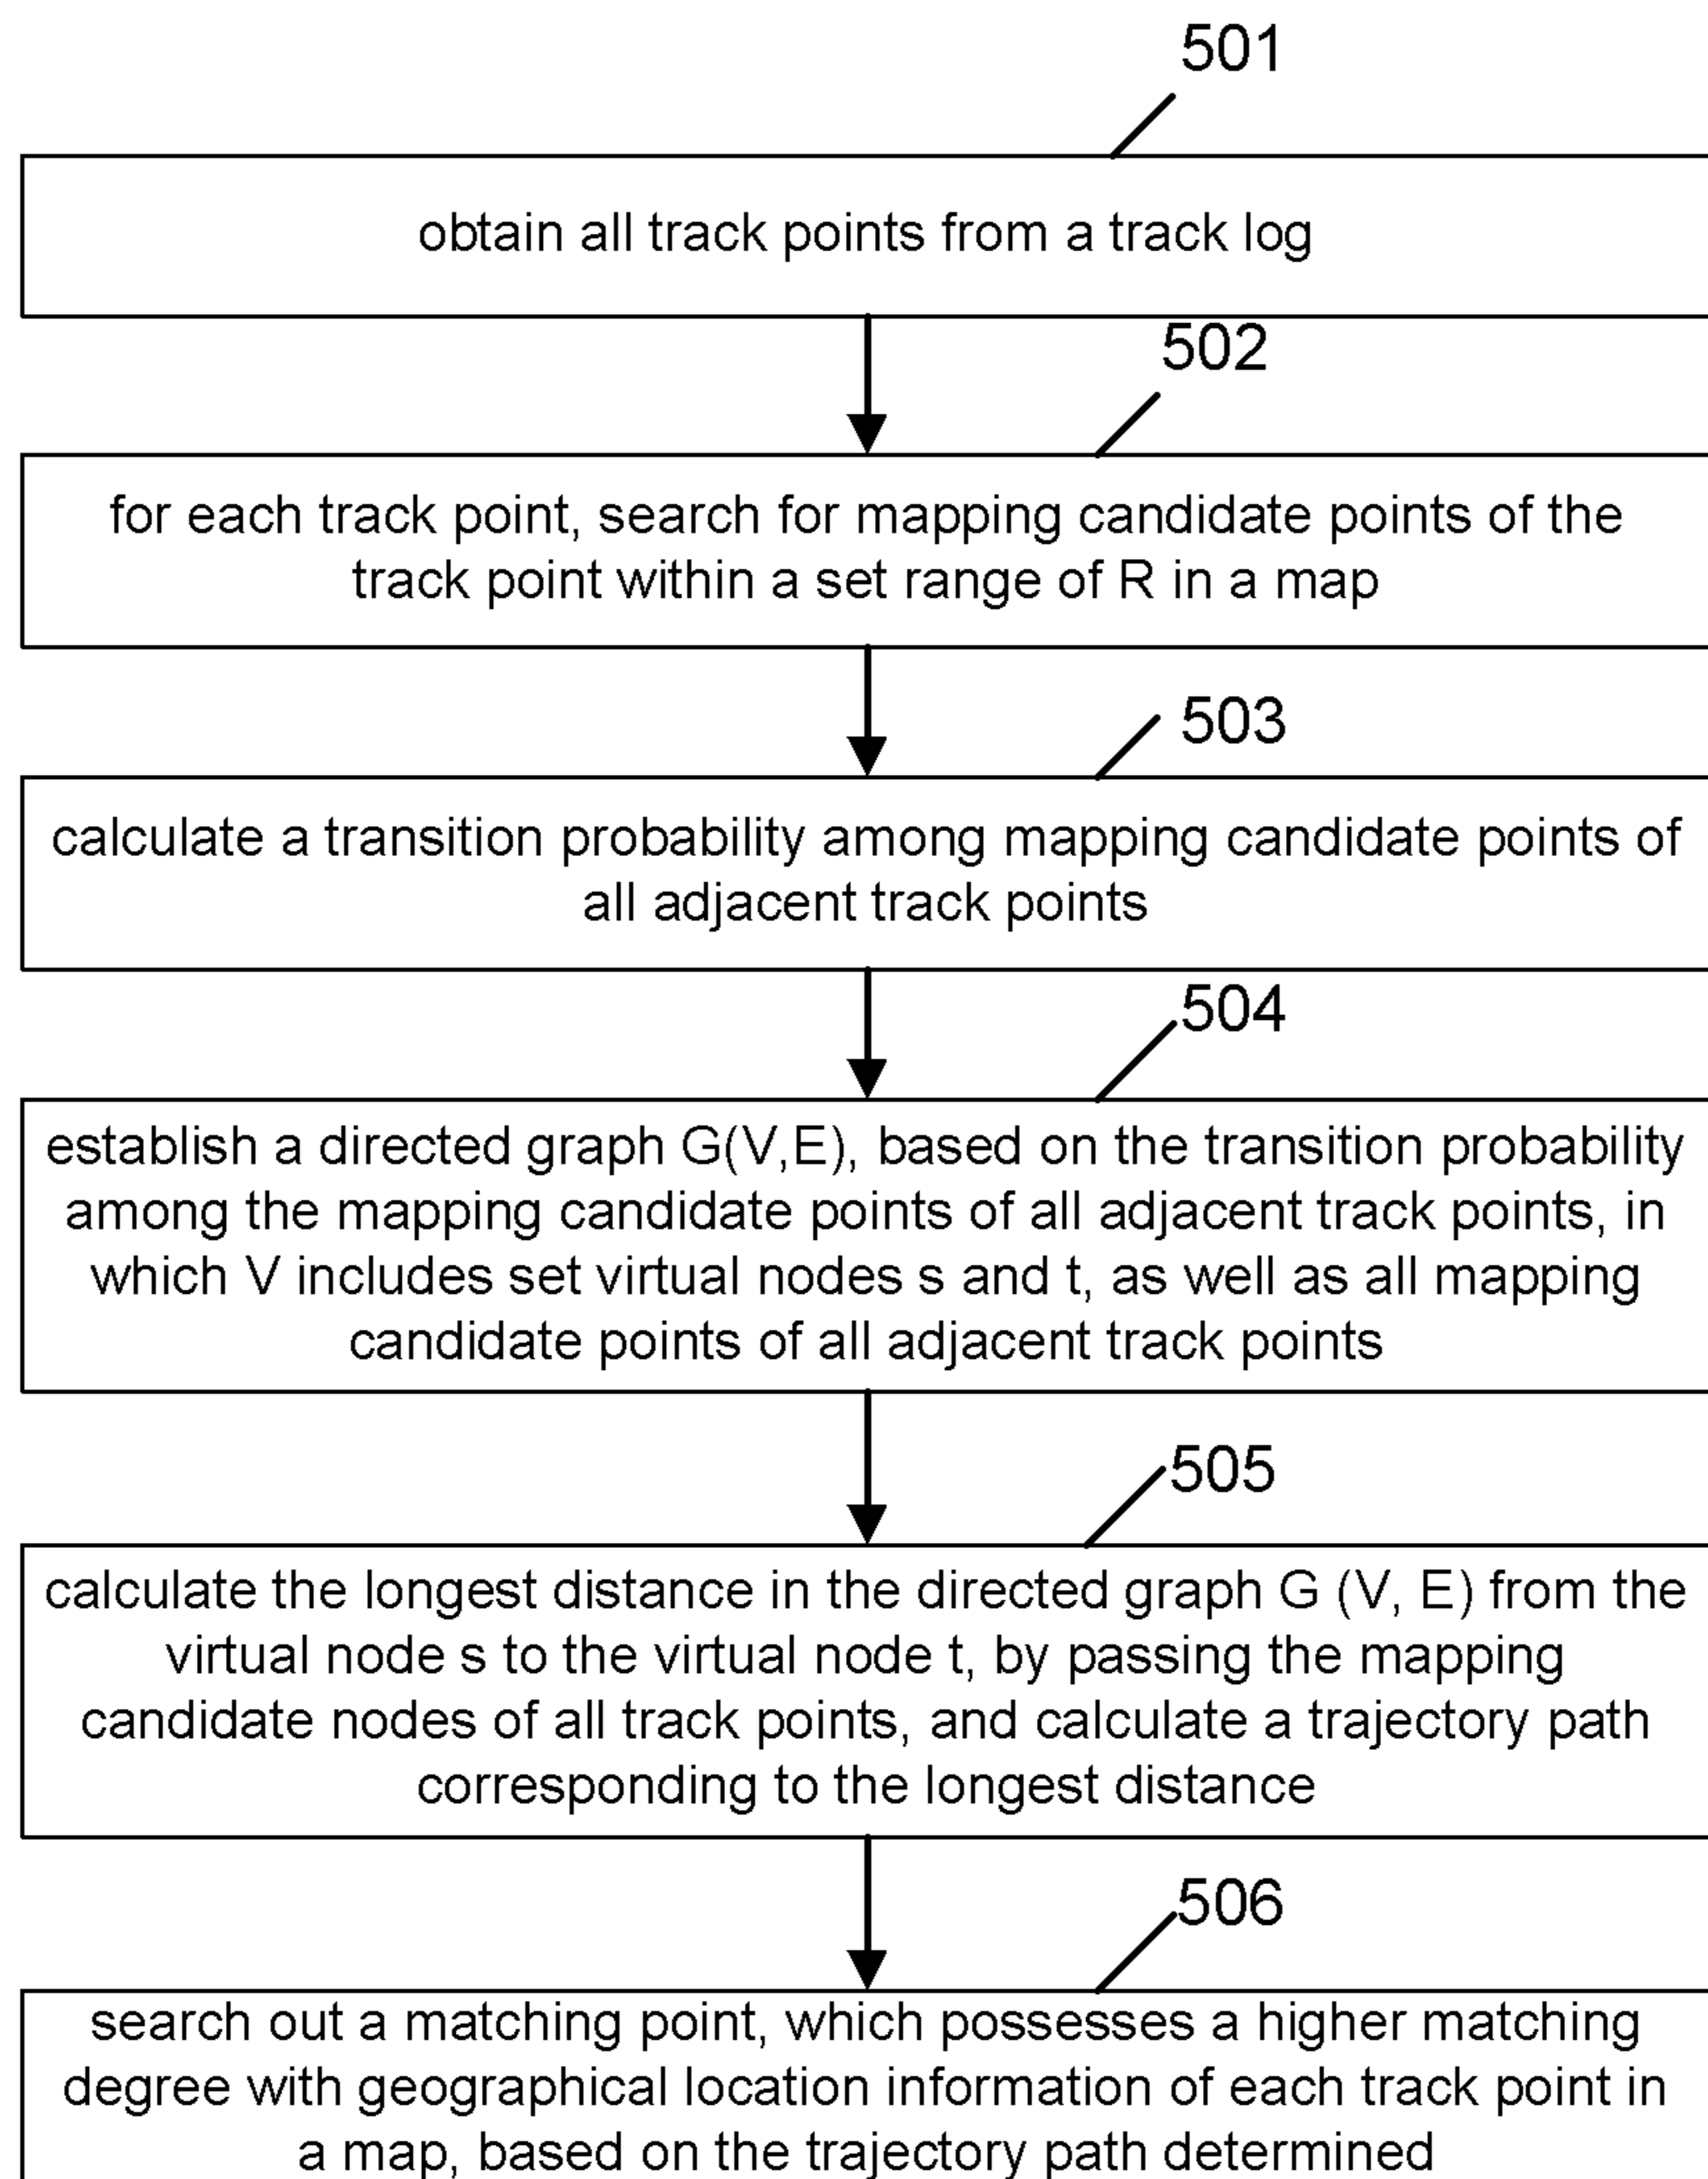 501
obtain all track points from a track log
502
for each track point, search for mapping candidate points of the
track point within a set range of R in a map
503
calculate a transition probability among mapping candidate points of
all adjacent track points
504
establish a directed graph G(V,E), based on the transition probability
among the mapping candidate points of all adjacent track points, in
which V includes set virtual nodes s and t, as well as all mapping
candidate points of all adjacent track points
505
calculate the longest distance in the directed graph G (V, E) from the
virtual node s to the virtual node t, by passing the mapping
candidate nodes of all track points, and calculate a trajectory path
corresponding to the longest distance
506
search out a matching point, which possesses a higher matching
degree with geographical location information of each track point in
a map, based on the trajectory path determined